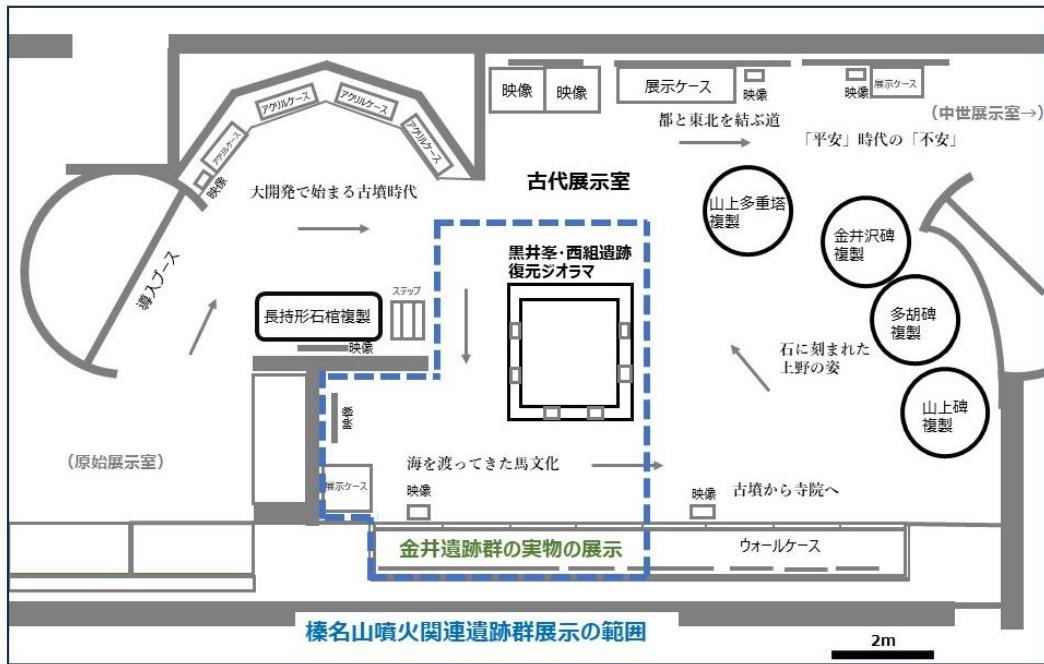 アクリルケース
アクリルケース
アクリルケース
アクリルケース
映像
導入ブース
大開発で始まる古墳時代
長持形石棺複製
ステップ
映像
(原始展示室)
映像
映像
展示ケース
映像
映像
展示ケース
都と東北を結ぶ道
「平安」時代の「不安」
(中世展示室→)
古代展示室
黒井峯・西組遺跡
復元ジオラマ
山上多重塔
複製
金井沢碑
複製
多胡碑
複製
山上碑
複製
石に刻まれた
上野の姿
映像
展示ケース
海を渡ってきた馬文化
映像
映像
古墳から寺院へ
金井遺跡群の実物の展示
ウォールケース
榛名山噴火関連遺跡群展示の範囲
2m